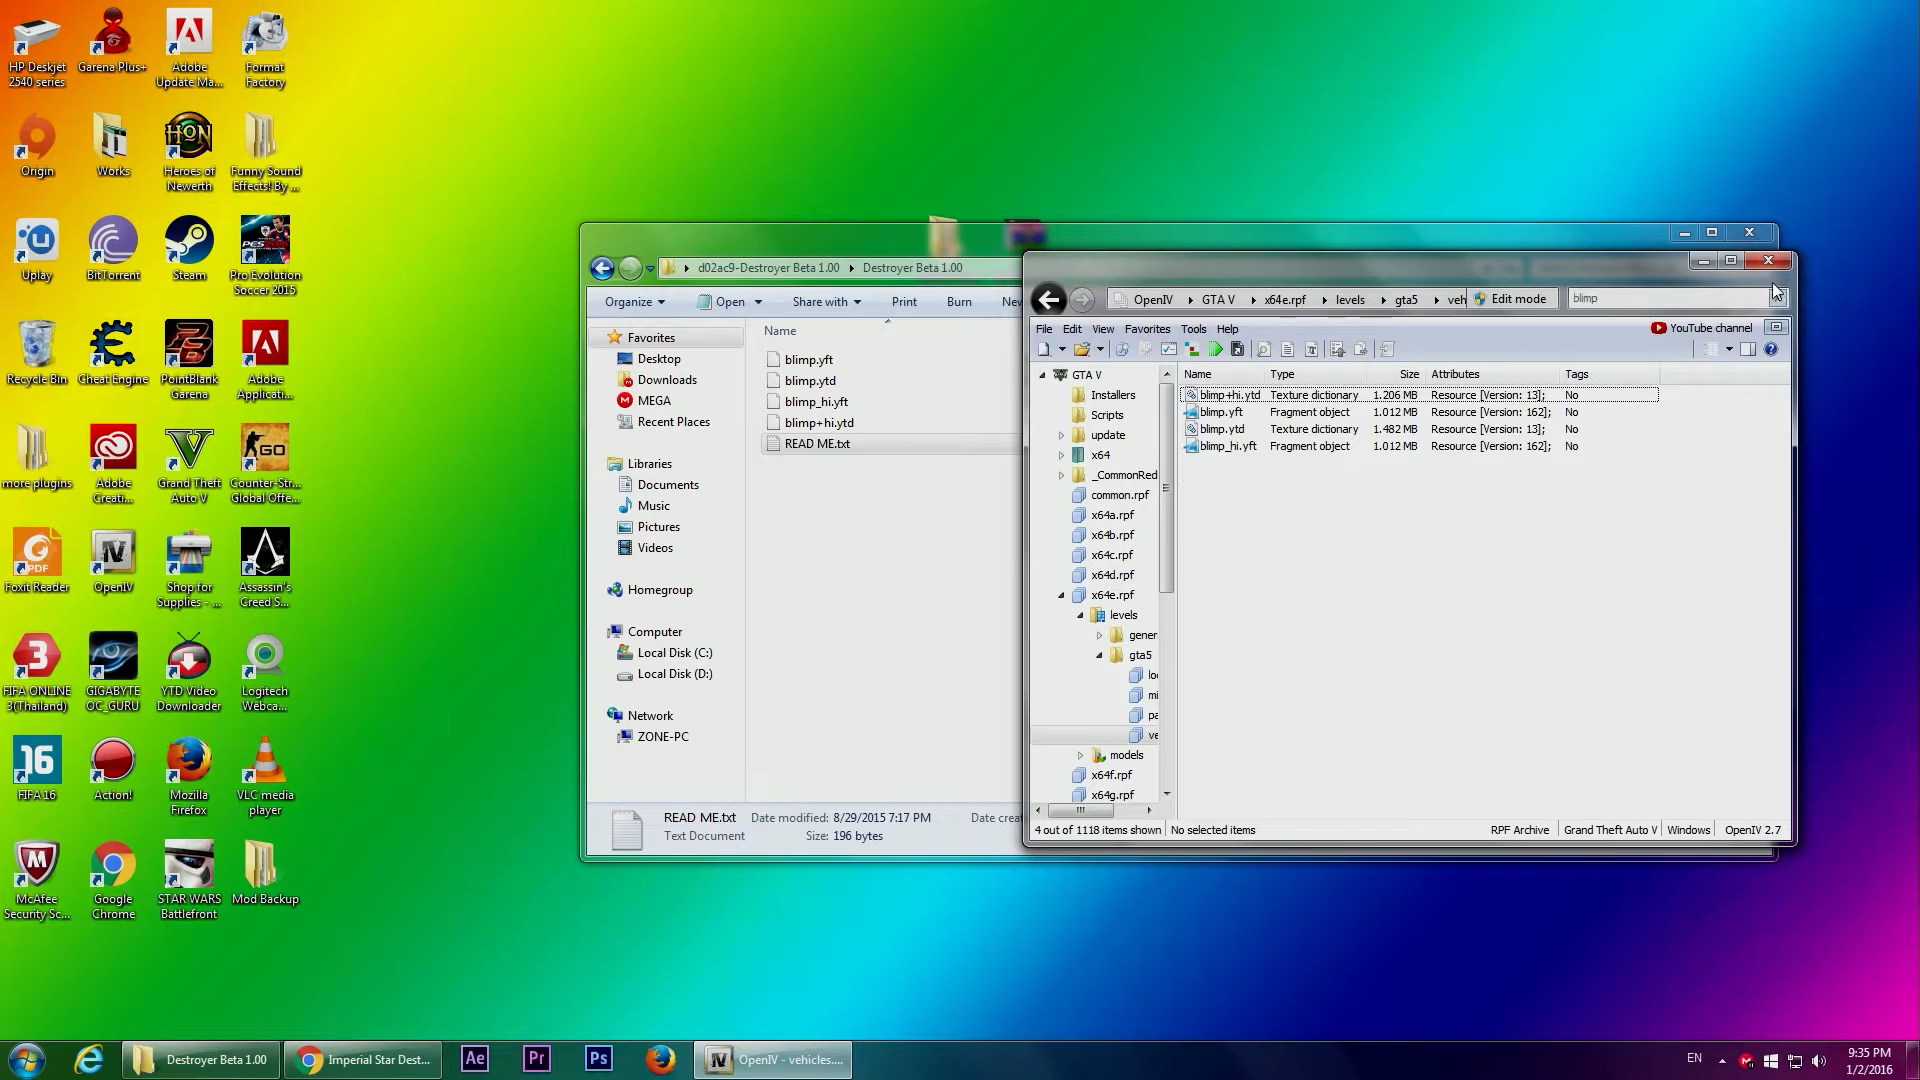 HP Deskjet
2540 series
Garena Plus+
Adobe
Update Ma...
Format
Factory
Origin
Works
Heroes of
Newerth
Funny Sound
Effects! By ...
Uplay
BitTorrent
Steam
Pro Evolution
Soccer 2015
Recycle Bin
Cheat Engine
PointBlank
Garena
Adobe
Applicati...
more plugins
Adobe
Creati...
Grand Theft
Auto V
Counter-Str...
Global Offe...
Foxit Reader
OpenIV
Shop for
Supplies - ...
Assassin's
Creed S...
FIFA ONLINE
3(Thailand)
GIGABYTE
OC_GURU
YTD Video
Downloader
Logitech
Webca...
FIFA 16
Action!
Mozilla
Firefox
VLC media
player
McAfee
Security Sc...
Google
Chrome
STAR WARS
Battlefront
Mod Backup
d02ac9-Destroyer Beta 1.00
Destroyer Beta 1.00
Organize
Open
Share with
Print
Burn
New
Name
Favorites
Desktop
Downloads
MEGA
Recent Places
Libraries
Documents
Music
Pictures
Videos
Homegroup
Computer
Local Disk (C:)
Local Disk (D:)
Network
ZONE-PC
blimp.yft
blimp.ytd
blimp_hi.yft
blimp+hi.ytd
READ ME.txt
READ ME.txt Date modified: 8/29/2015 7:17 PM Date crea
Text Document Size: 196 bytes
OpenIV GTA V x64e.rpf levels gta5 veh
Edit mode
blimp
File Edit View Favorites Tools Help
YouTube channel
GTA V
Installers
Scripts
update
x64
_CommonRed
common.rpf
x64a.rpf
x64b.rpf
x64c.rpf
x64d.rpf
x64e.rpf
levels
gener
gta5
lo
mi
pa
ve
models
x64f.rpf
x64g.rpf
Name Type Size Attributes Tags
blimp+hi.ytd Texture dictionary 1.206 MB Resource [Version: 13]; No
blimp.yft Fragment object 1.012 MB Resource [Version: 162]; No
blimp.ytd Texture dictionary 1.482 MB Resource [Version: 13]; No
blimp_hi.yft Fragment object 1.012 MB Resource [Version: 162]; No
4 out of 1118 items shown No selected items RPF Archive Grand Theft Auto V Windows OpenIV 2.7
Destroyer Beta 1.00
Imperial Star Dest...
Ae
Pr
Ps
OpenIV - vehicles....
EN
9:35 PM
1/2/2016